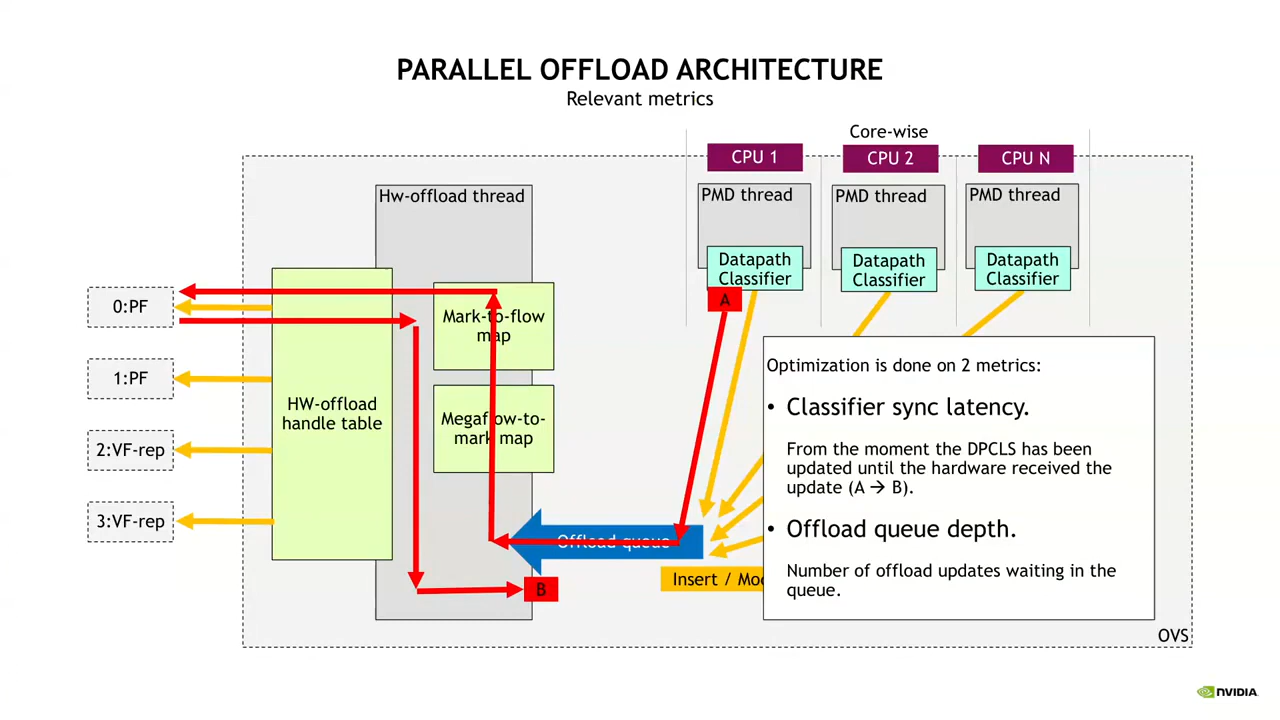 PARALLEL OFFLOAD ARCHITECTURE
Relevant metrics
Core-wise
CPU 1
CPU 2
CPU N
Hw-offload thread
PMD thread
PMD thread
PMD thread
Datapath
Classifier
Datapath
Classifier
Datapath
Classifier
A
0:PF
1:PF
2:VF-rep
3:VF-rep
HW-offload
handle table
Mark-to-flow
map
Megaflow-to-
mark map
Offload queue
B
Insert / Mod
Optimization is done on 2 metrics:
• Classifier sync latency.
From the moment the DPCLS has been
updated until the hardware received the
update (A → B).
• Offload queue depth.
Number of offload updates waiting in the
queue.
OVS
NVIDIA.